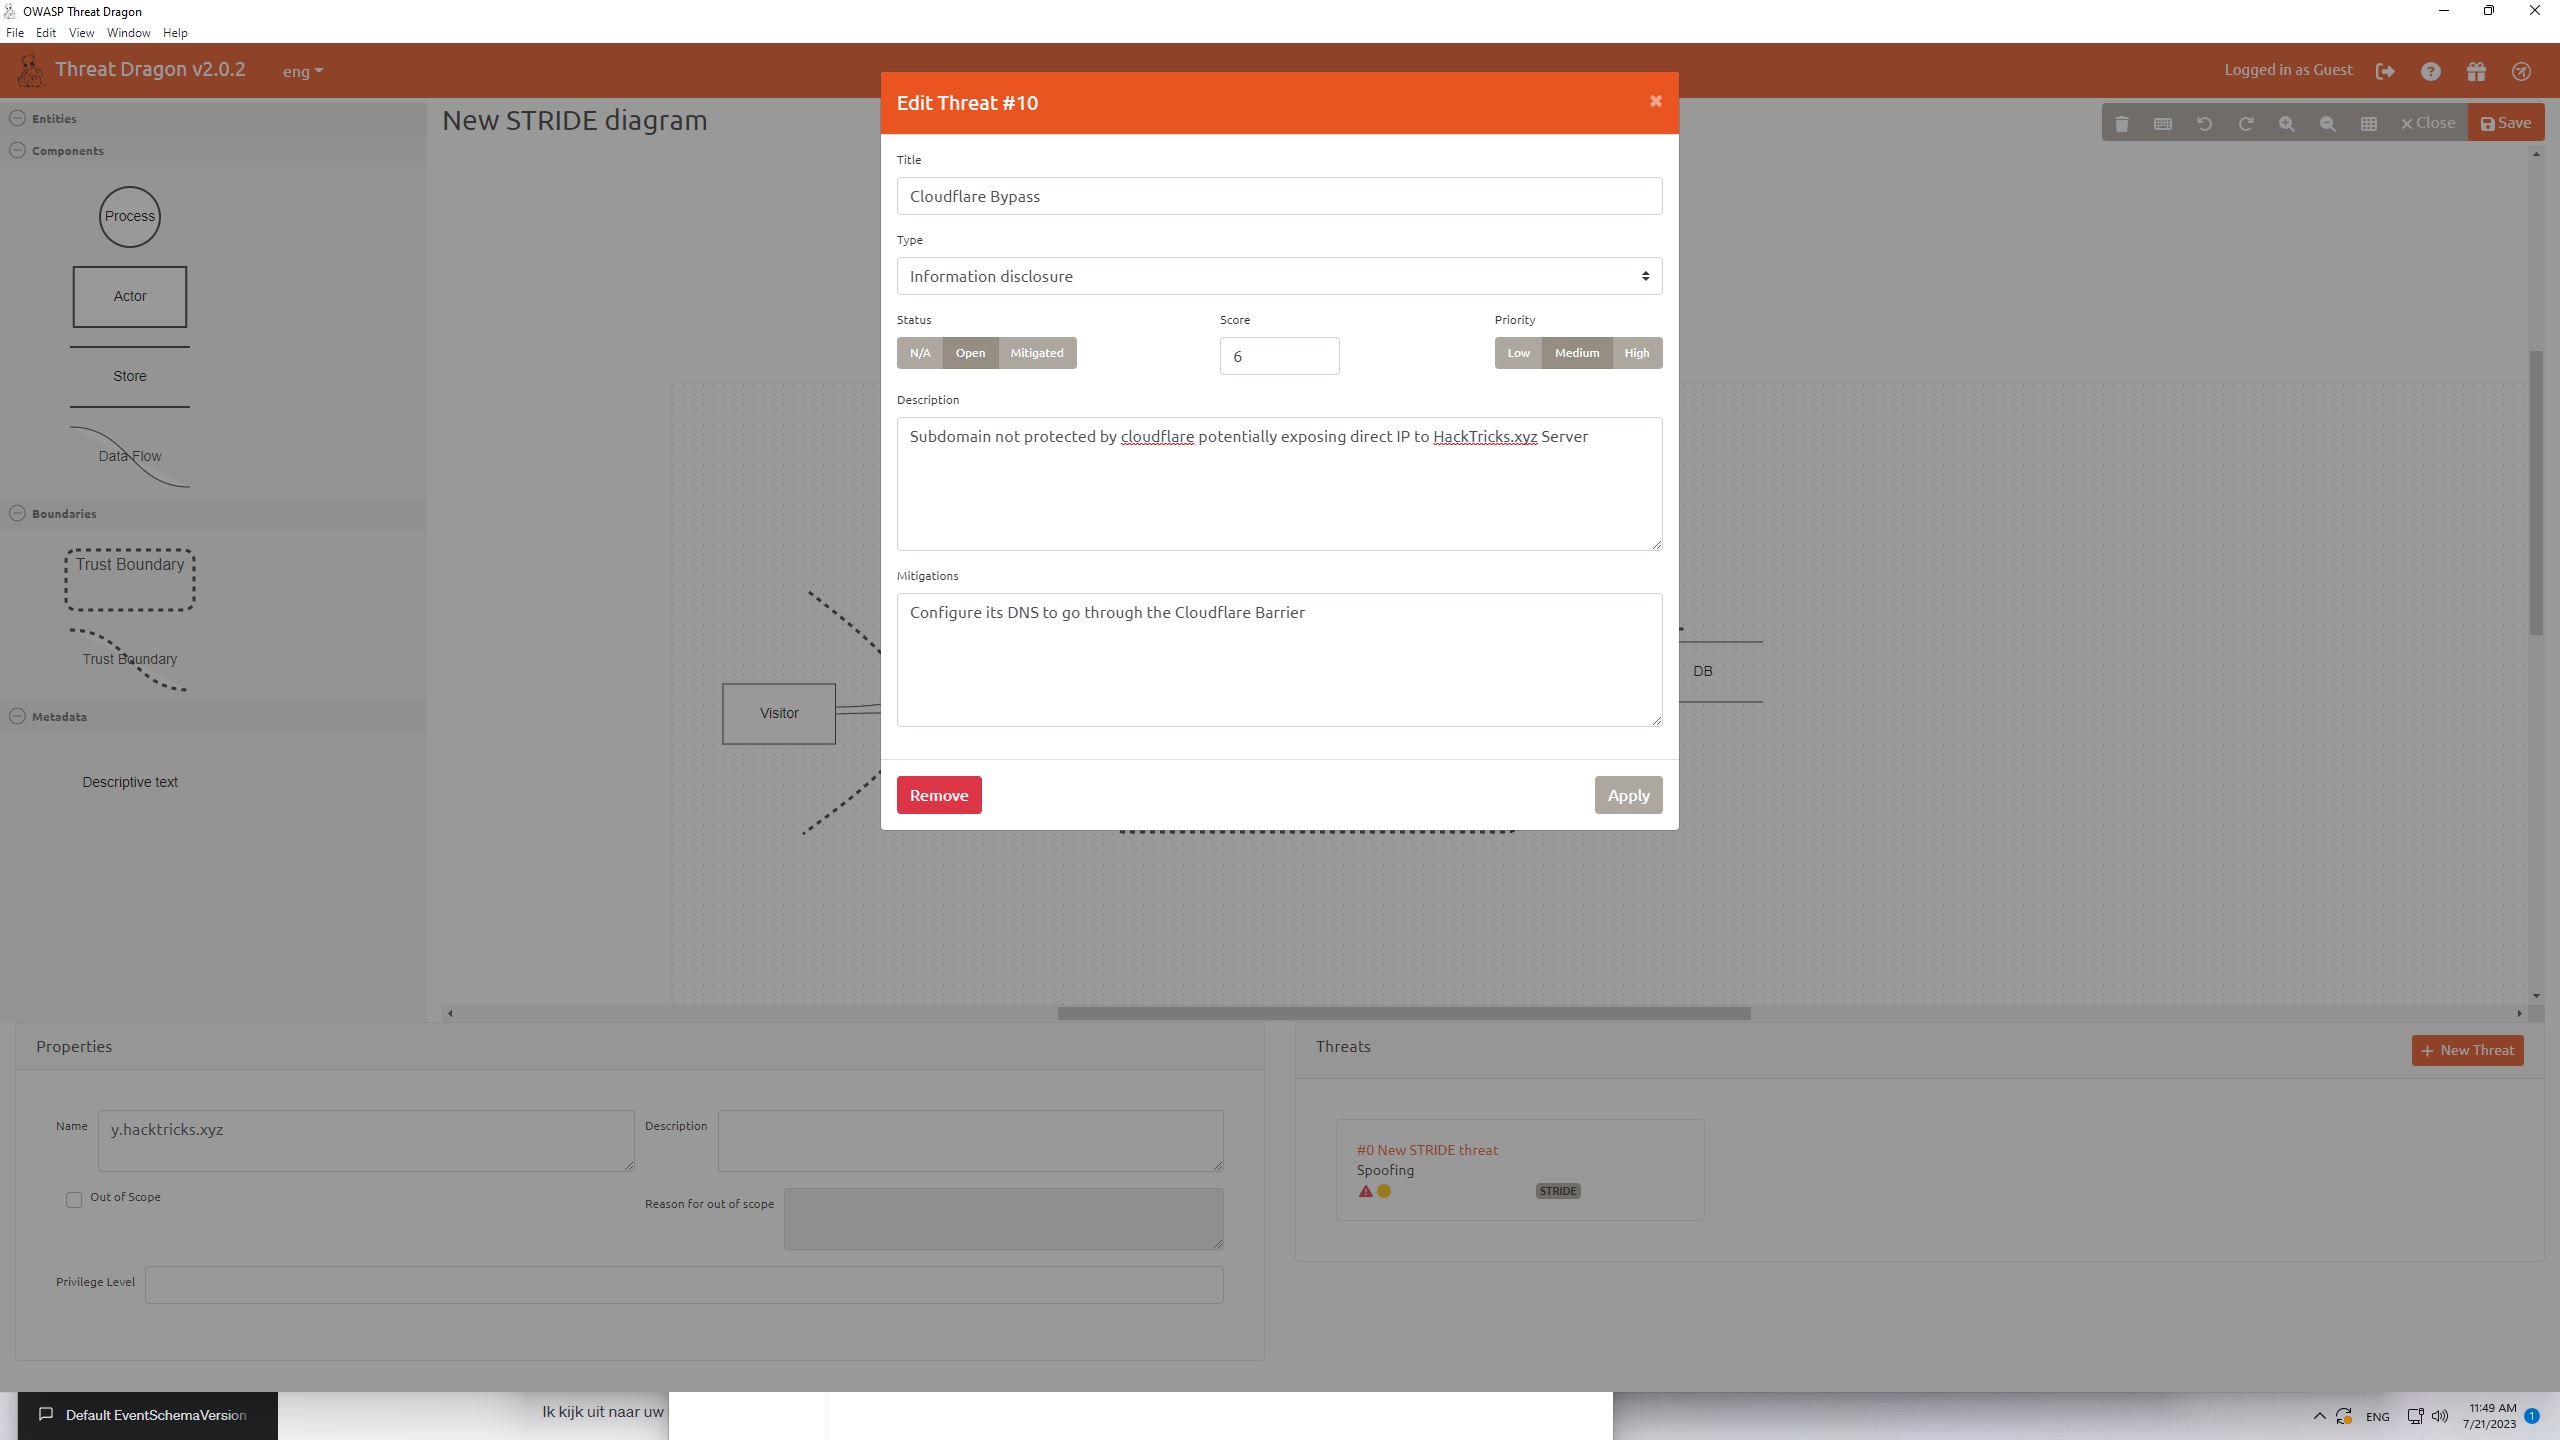 OWASP Threat Dragon
File Edit View Window Help
Threat Dragon v2.0.2 eng Logged in as Guest
Edit Threat #10
Entities
Components
Process
Actor
Store
Data Flow
Boundaries
Trust Boundary
Trust Boundary
Metadata
Descriptive text
New STRIDE diagram
Close Save
Title
Cloudflare Bypass
Type
Information disclosure
Status Score Priority
N/A Open Mitigated 6 Low Medium High
Description
Subdomain not protected by cloudflare potentially exposing direct IP to HackTricks.xyz Server
Mitigations
Configure its DNS to go through the Cloudflare Barrier
Remove Apply
Visitor
DB
Properties
Name y.hacktricks.xyz Description
Out of Scope Reason for out of scope
Privilege Level
Threats
+ New Threat
#0 New STRIDE threat
Spoofing
STRIDE
Default EventSchemaVersion
Ik kijk uit naar uw
ENG
11:49 AM
7/21/2023
1